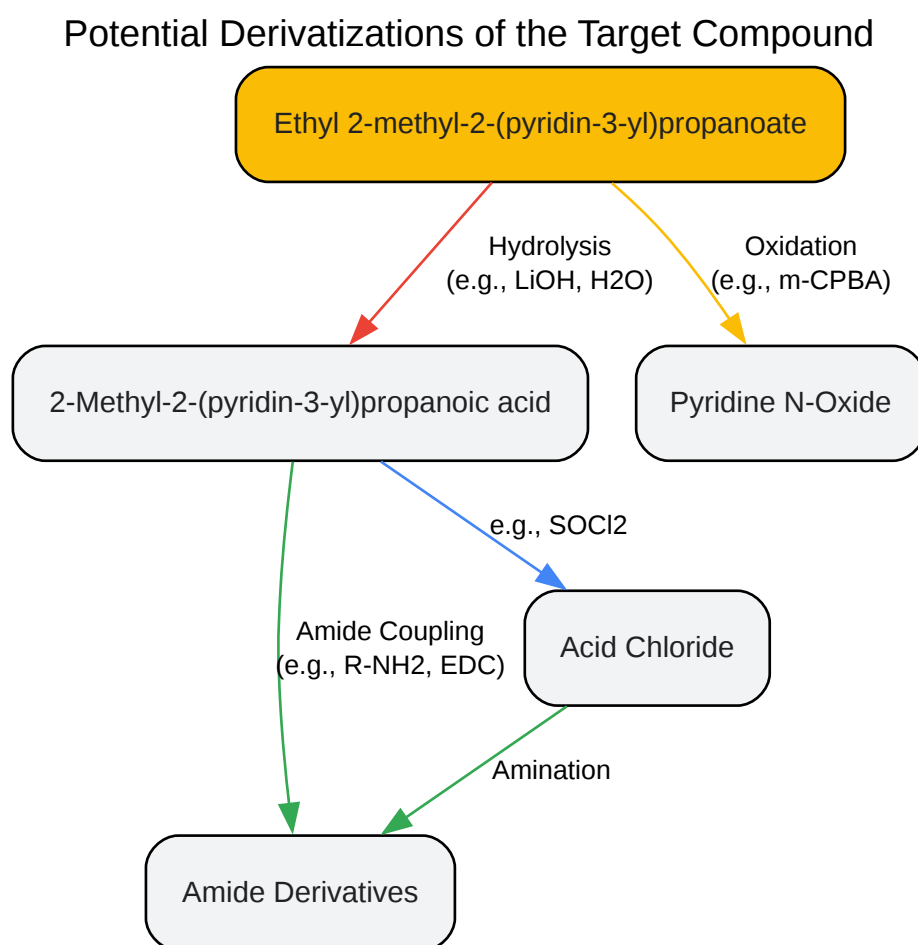 Potential Derivatizations of the Target Compound
Ethyl 2-methyl-2-(pyridin-3-yl)propanoate
Hydrolysis
(e.g., LiOH, H2O)
Oxidation
(e.g., m-CPBA)
2-Methyl-2-(pyridin-3-yl)propanoic acid
Pyridine N-Oxide
e.g., SOCl2
Amide Coupling
(e.g., R-NH2, EDC)
Acid Chloride
Amination
Amide Derivatives